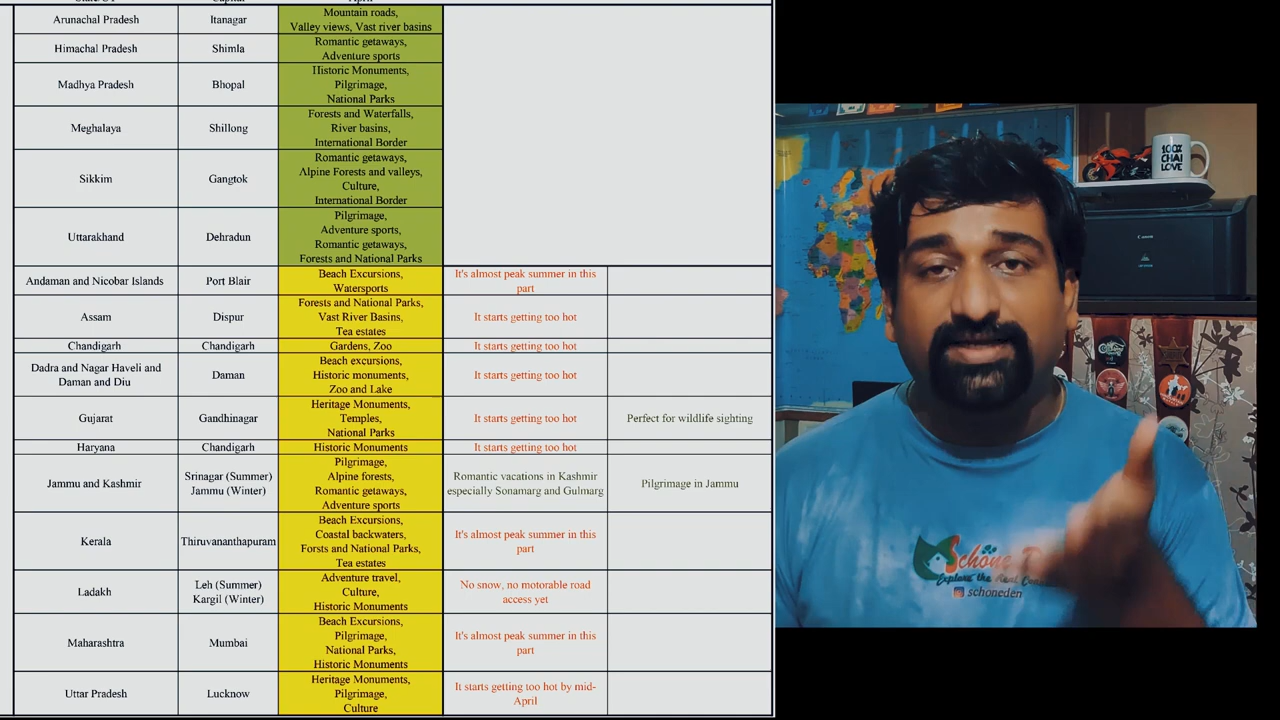 Arunachal Pradesh
Itanagar
Mountain roads,
Valley views, Vast river basins
Himachal Pradesh
Shimla
Romantic getaways,
Adventure sports
Madhya Pradesh
Bhopal
Historic Monuments,
Pilgrimage,
National Parks
Meghalaya
Shillong
Forests and Waterfalls,
River basins,
International Border
Sikkim
Gangtok
Romantic getaways,
Alpine Forests and valleys,
Culture,
International Border
Uttarakhand
Dehradun
Pilgrimage,
Adventure sports,
Romantic getaways,
Forests and National Parks
Andaman and Nicobar Islands
Port Blair
Beach Excursions,
Watersports
It's almost peak summer in this
part
Assam
Dispur
Forests and National Parks,
Vast River Basins,
Tea estates
It starts getting too hot
Chandigarh
Chandigarh
Gardens, Zoo
It starts getting too hot
Dadra and Nagar Haveli and
Daman and Diu
Daman
Beach excursions,
Historic monuments,
Zoo and Lake
It starts getting too hot
Gujarat
Gandhinagar
Heritage Monuments,
Temples,
National Parks
It starts getting too hot
Perfect for wildlife sighting
Haryana
Chandigarh
Historic Monuments
It starts getting too hot
Jammu and Kashmir
Srinagar (Summer)
Jammu (Winter)
Pilgrimage,
Alpine forests,
Romantic getaways,
Adventure sports
Romantic vacations in Kashmir
especially Sonamarg and Gulmarg
Pilgrimage in Jammu
Kerala
Thiruvananthapuram
Beach Excursions,
Coastal backwaters,
Forsts and National Parks,
Tea estates
It's almost peak summer in this
part
Ladakh
Leh (Summer)
Kargil (Winter)
Adventure travel,
Culture,
Historic Monuments
No snow, no motorable road
access yet
Maharashtra
Mumbai
Beach Excursions,
Pilgrimage,
National Parks,
Historic Monuments
It's almost peak summer in this
part
Uttar Pradesh
Lucknow
Heritage Monuments,
Pilgrimage,
Culture
It starts getting too hot by mid-
April
100%
CHAI
LOVE
Canon
Schöne
Explore the Real
schoneden